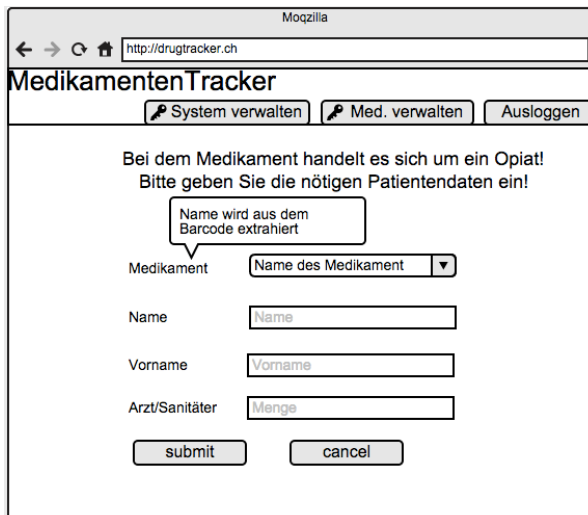 Moqzilla
http://drugtracker.ch
MedikamentenTracker
System verwalten
Med. verwalten
Ausloggen
Bei dem Medikament handelt es sich um ein Opiat!
Bitte geben Sie die nötigen Patientendaten ein!
Name wird aus dem
Barcode extrahiert
Medikament
Name des Medikament
Name
Name
Vorname
Vorname
Arzt/Sanitäter
Menge
submit
cancel